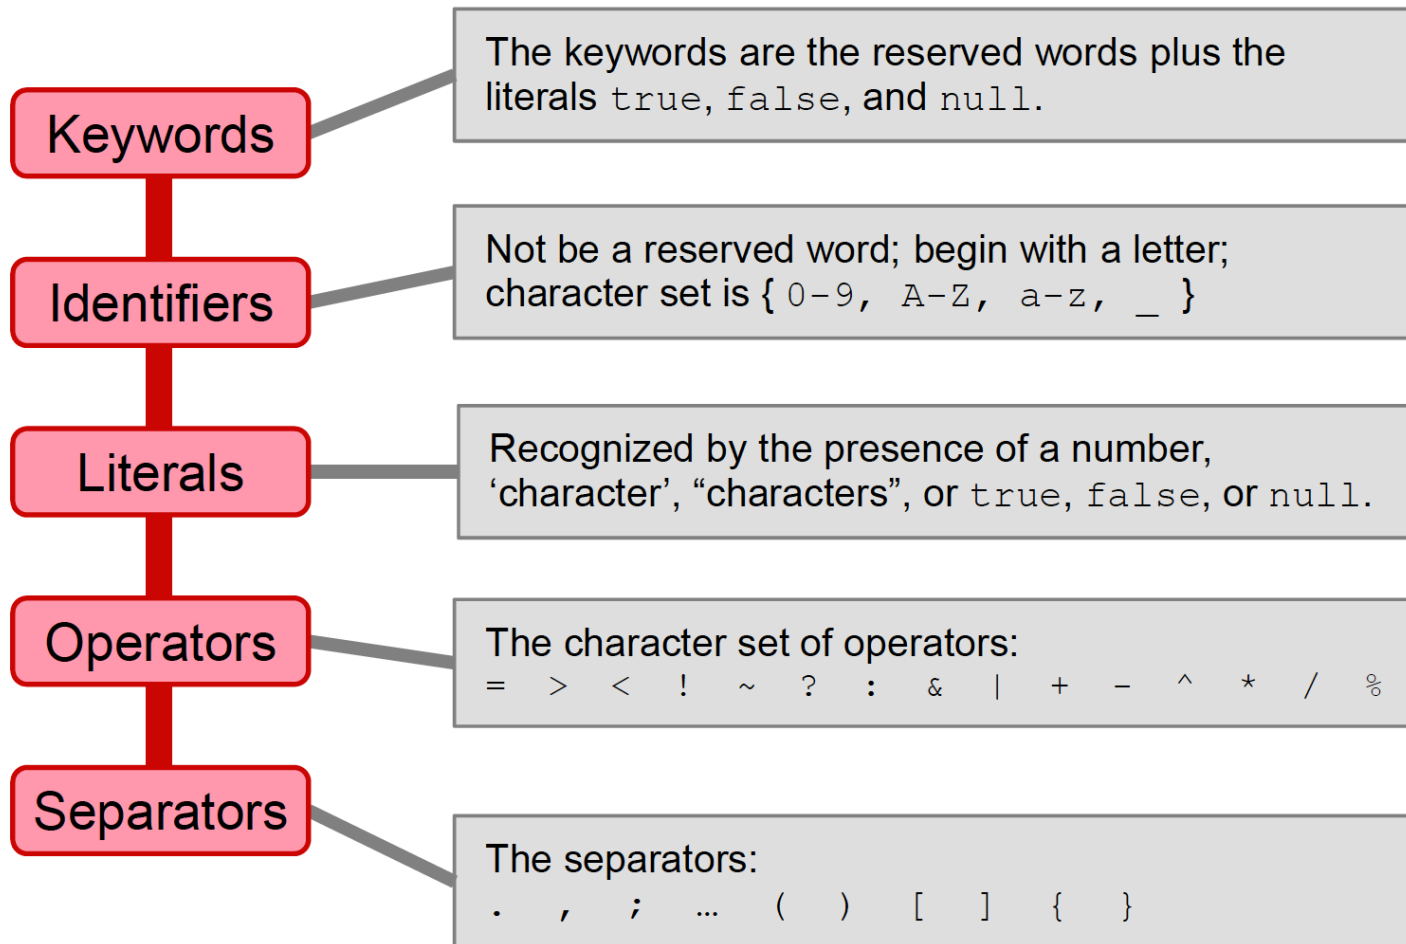 Keywords
The keywords are the reserved words plus the
literals true, false, and null.
Identifiers
Not be a reserved word; begin with a letter;
character set is { 0-9, A-Z, a-z, _ }
Literals
Recognized by the presence of a number,
‘character’, “characters”, or true, false, or null.
Operators
The character set of operators:
= > < ! ~ ? : & | + - ^ * / %
Separators
The separators:
. , ; … ( ) [ ] { }